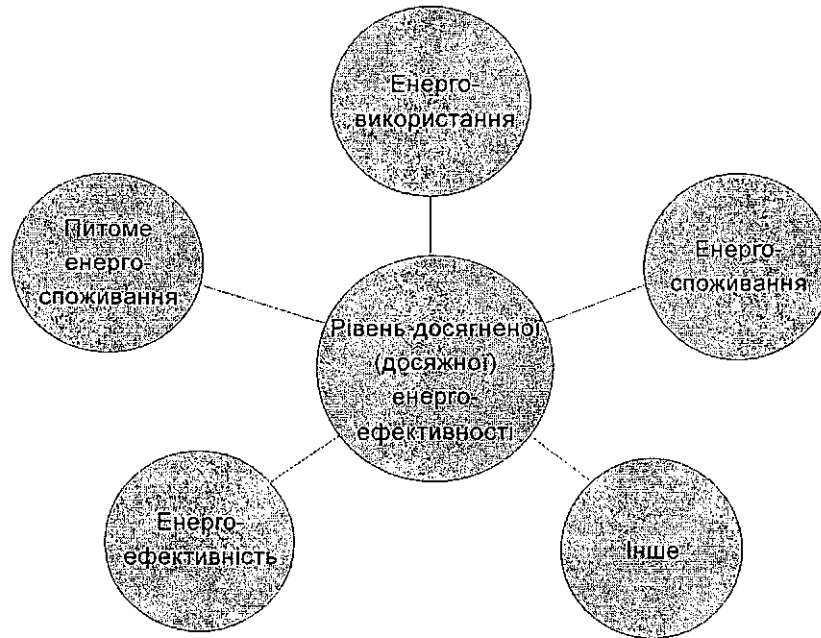 Енерго-
використання
Питоме
енерго-
споживання
Енерго-
споживання
Рівень досягненої
(досяжної)
енерго-
ефективності
Енерго-
ефективність
Інше